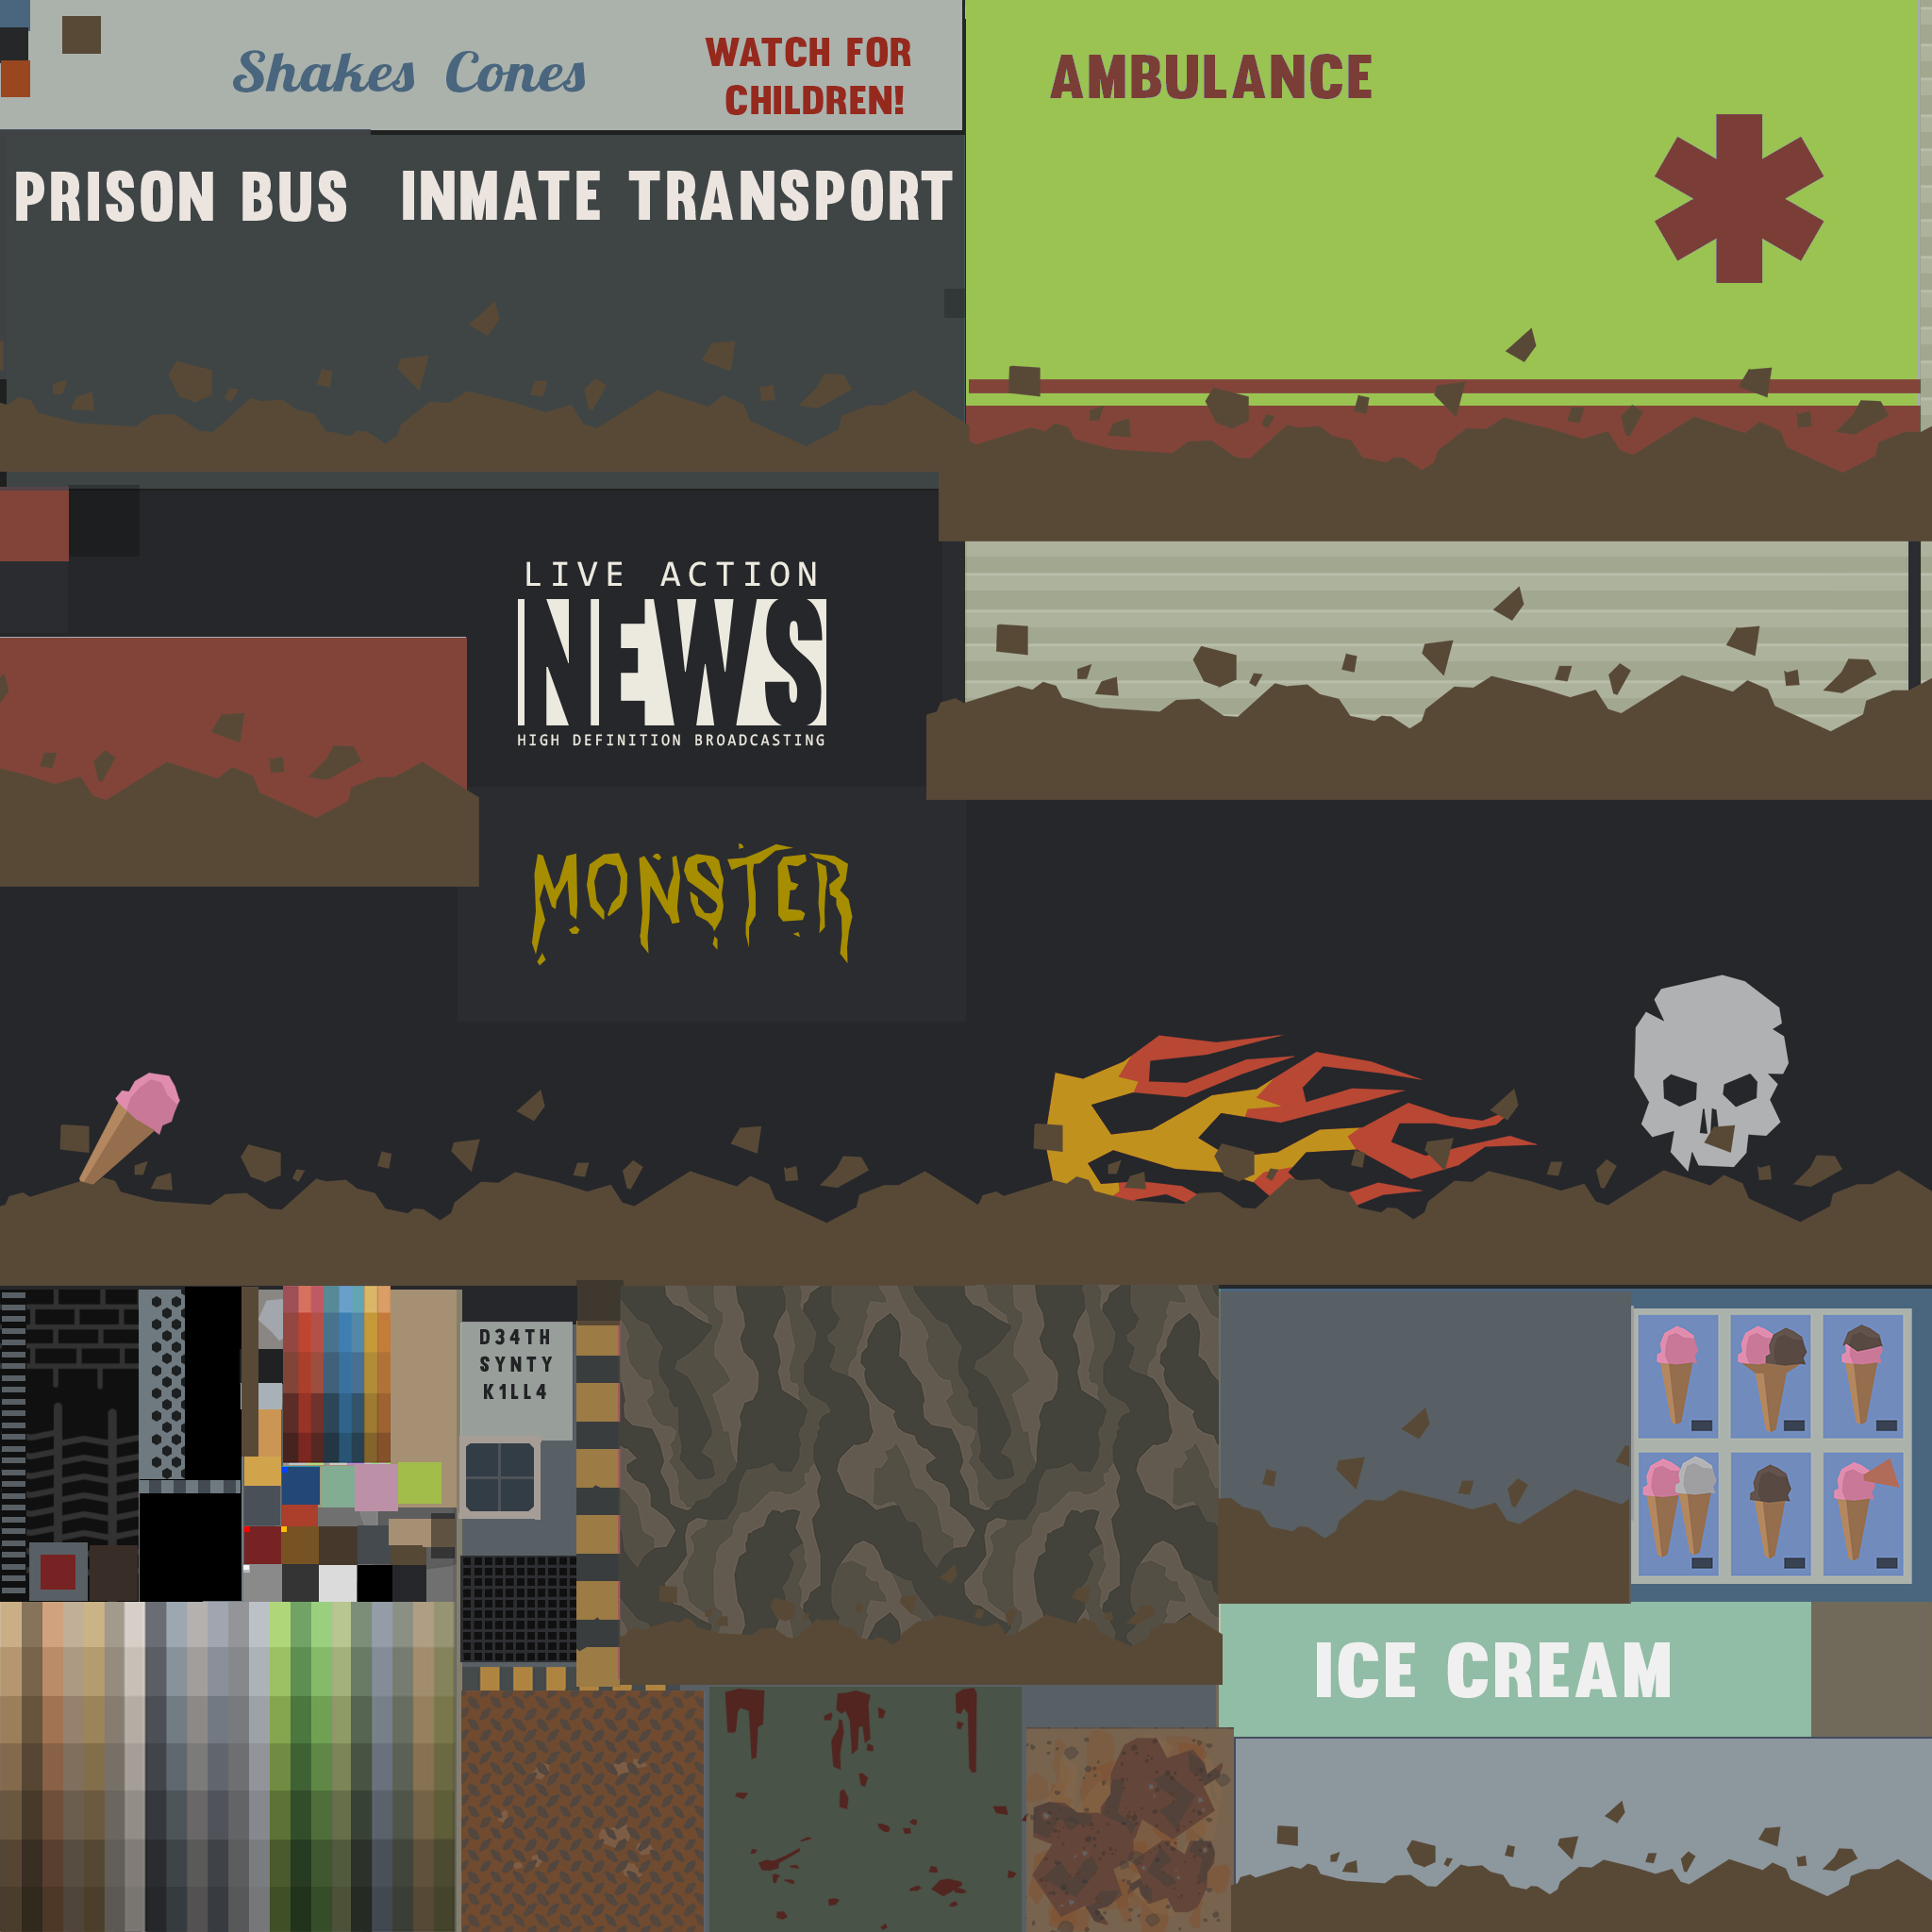 Shakes Cones
WATCH FOR
CHILDREN!
AMBULANCE
PRISON BUS
INMATE TRANSPORT
LIVE ACTION
NEWS
HIGH DEFINITION BROADCASTING
MONSTER
D34TH
SYNTY
K1LL4
ICE CREAM